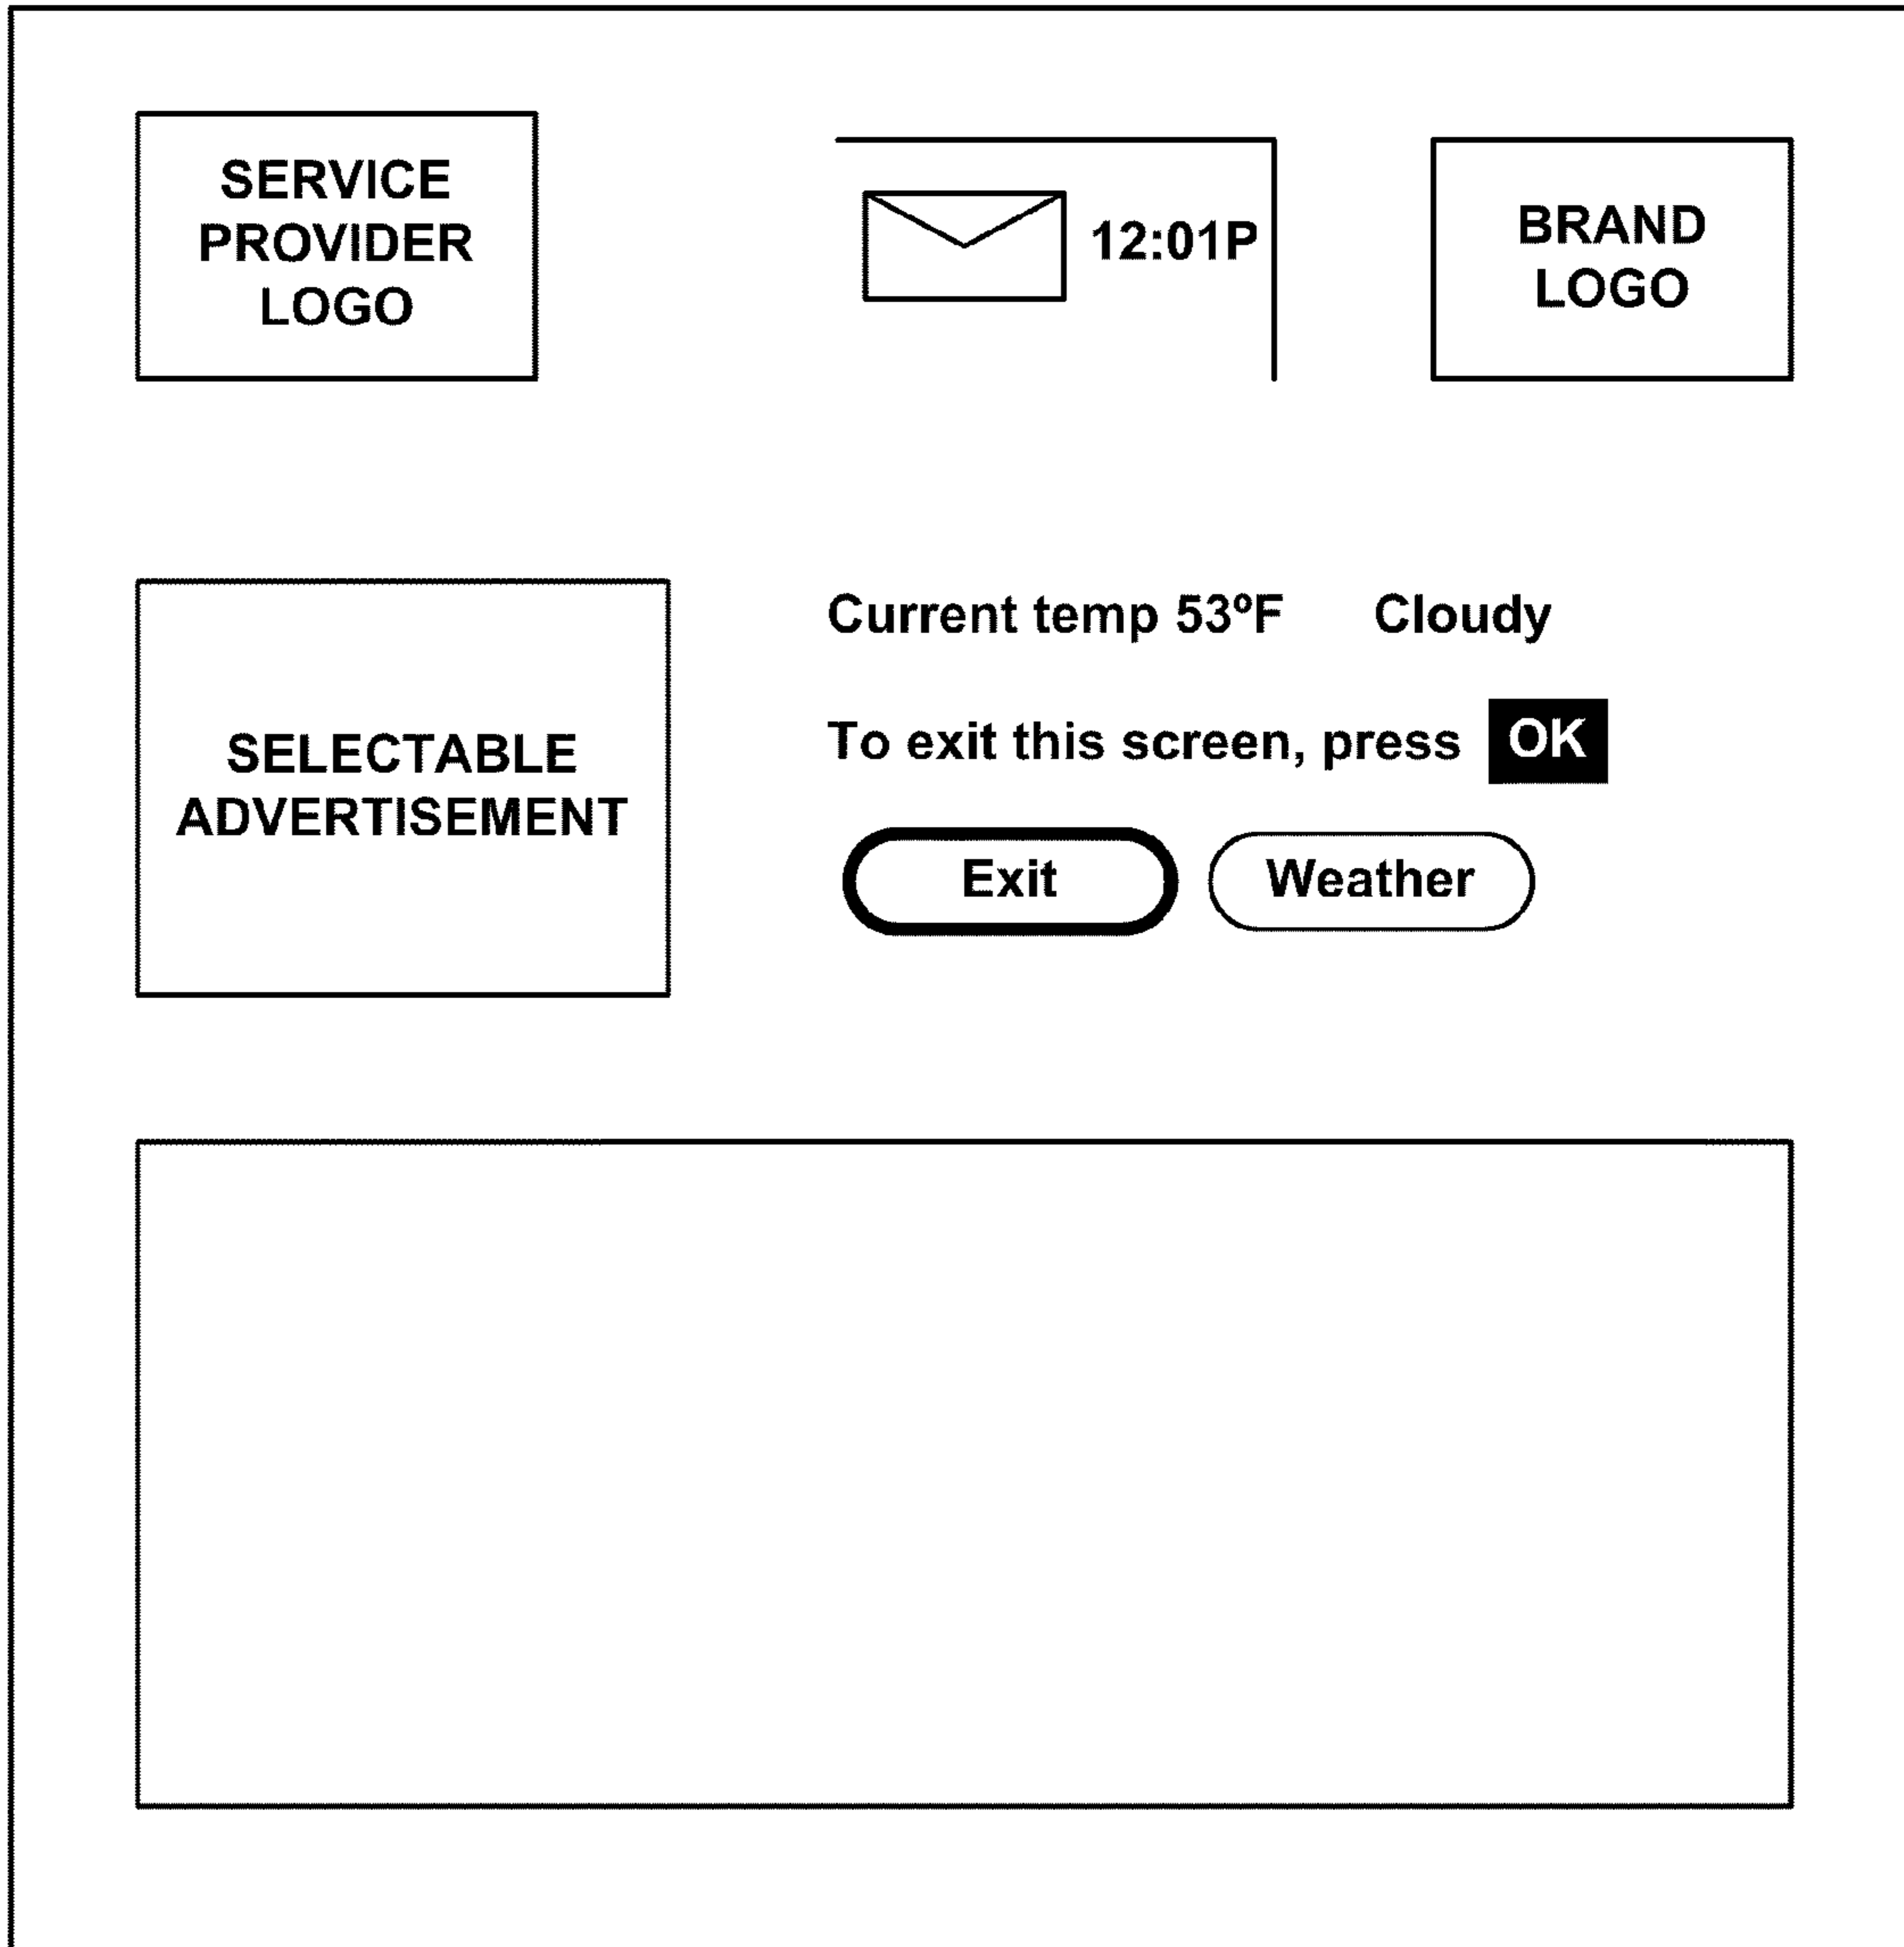 SERVICE
PROVIDER
LOGO
12:01P
BRAND
LOGO
SELECTABLE
ADVERTISEMENT
Current temp 53ºF Cloudy
To exit this screen, press OK
Exit Weather